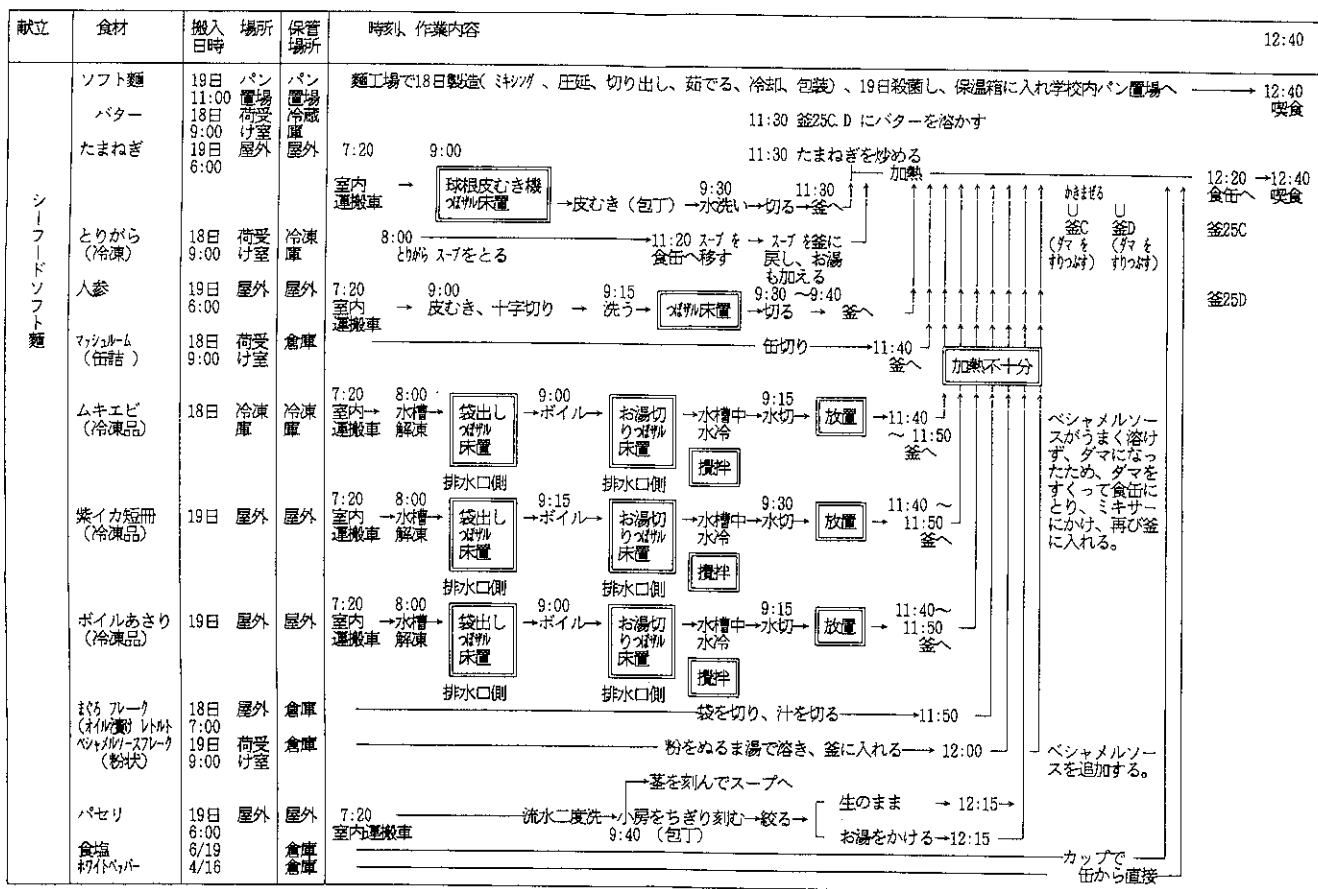 献立 食材 搬入日時 場所 保管場所 時刻、作業内容 12:40
シーフードソフト麵
ソフト麵 19日 11:00 パン置場 パン置場 麵工場で18日製造(ミキシング、圧延、切り出し、茹でる、冷却、包装)、19日殺菌し、保温箱に入れ学校内パン置場へ → 12:40 喫食
バター 18日 9:00 荷受け室 冷蔵庫 11:30 釜25C.Dにバターを溶かす
たまねぎ 19日 6:00 屋外 屋外 7:20 9:00 11:30 たまねぎを炒める
加熱
室内運搬車 → 球根皮むき機 つばザル床置 →皮むき(包丁) → 9:30 水洗い→切る→ 11:30 釜へ
12:20 → 12:40
食缶へ 喫食
かきまぜる
釜C 釜D
(ダマをすりつぶす) (ダマをすりつぶす)
釜25C
釜25D
とりがら(冷凍) 18日 9:00 荷受け室 冷凍庫 8:00 とりがらスープをとる → 11:20 スープを食缶へ移す → スープを釜に戻し、お湯も加える
人参 19日 6:00 屋外 屋外 7:20 室内運搬車 → 9:00 皮むき、十字切り → 9:15 洗う → つばザル床置 → 9:30 ~9:40 切る → 釜へ
マッシュルーム(缶詰) 18日 9:00 荷受け室 倉庫 缶切り → 11:40 釜へ
加熱不十分
ムキエビ(冷凍品) 18日 冷凍庫 冷凍庫 7:20 室内運搬車 → 8:00 水槽解凍 → 袋出し つばザル床置 → 9:00 ボイル → お湯切りつばザル床置 → 水槽中水冷 → 9:15 水切 → 放置 → 11:40 ~ 11:50 釜へ
排水口側 排水口側 攪拌
紫イカ短冊(冷凍品) 19日 屋外 屋外 7:20 室内運搬車 → 8:00 水槽解凍 → 袋出し つばザル床置 → 9:15 ボイル → お湯切りつばザル床置 → 水槽中水冷 → 9:30 水切 → 放置 → 11:40 ~ 11:50 釜へ
排水口側 排水口側 攪拌
ボイルあさり(冷凍品) 19日 屋外 屋外 7:20 室内運搬車 → 8:00 水槽解凍 → 袋出し つばザル床置 → 9:00 ボイル → お湯切りつばザル床置 → 水槽中水冷 → 9:15 水切 → 放置 → 11:40~ 11:50 釜へ
排水口側 排水口側 攪拌
ベシャメルソースがうまく溶けず、ダマになったため、ダマをすくって食缶にとり、ミキサーにかけ、再び釜に入れる。
まぐろフレーク(オイル漬けレトルト 18日 7:00 屋外 倉庫 袋を切り、汁を切る → 11:50
ベシャメルソースフレーク(粉状) 19日 9:00 荷受け室 倉庫 粉をぬるま湯で溶き、釜に入れる → 12:00
ベシャメルソースを追加する。
→茎を刻んでスープへ
パセリ 19日 6:00 屋外 屋外 7:20 室内運搬車 流水二度洗→小房をちぎり刻む→絞る→ 生のまま → 12:15→
9:40 (包丁) お湯をかける→12:15
食塩 6/19 倉庫 カップで
ホワイトペッパー 4/16 倉庫 缶から直接